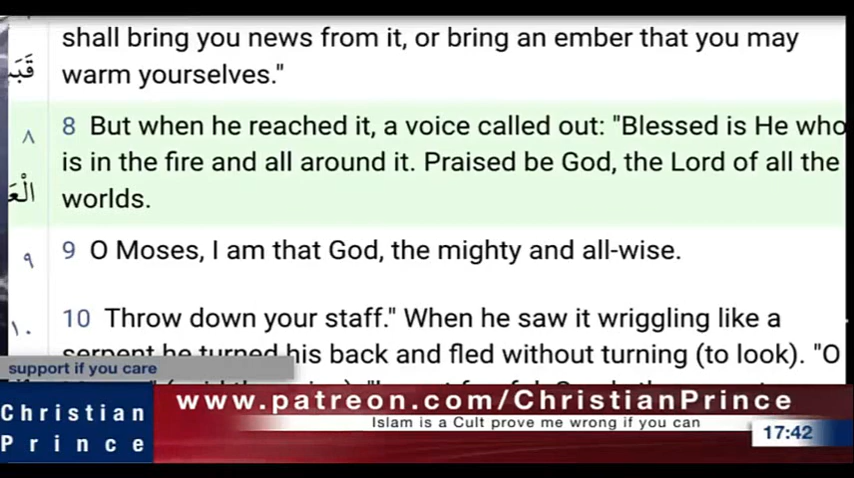 shall bring you news from it, or bring an ember that you may
warm yourselves."
٨
8 But when he reached it, a voice called out: "Blessed is He who
is in the fire and all around it. Praised be God, the Lord of all the
worlds.
٩
9 O Moses, I am that God, the mighty and all-wise.
١٠
10 Throw down your staff." When he saw it wriggling like a
serpent he turned his back and fled without turning (to look). "O
support if you care
Christian
Prince
www.patreon.com/ChristianPrince
Islam is a Cult prove me wrong if you can
17:42